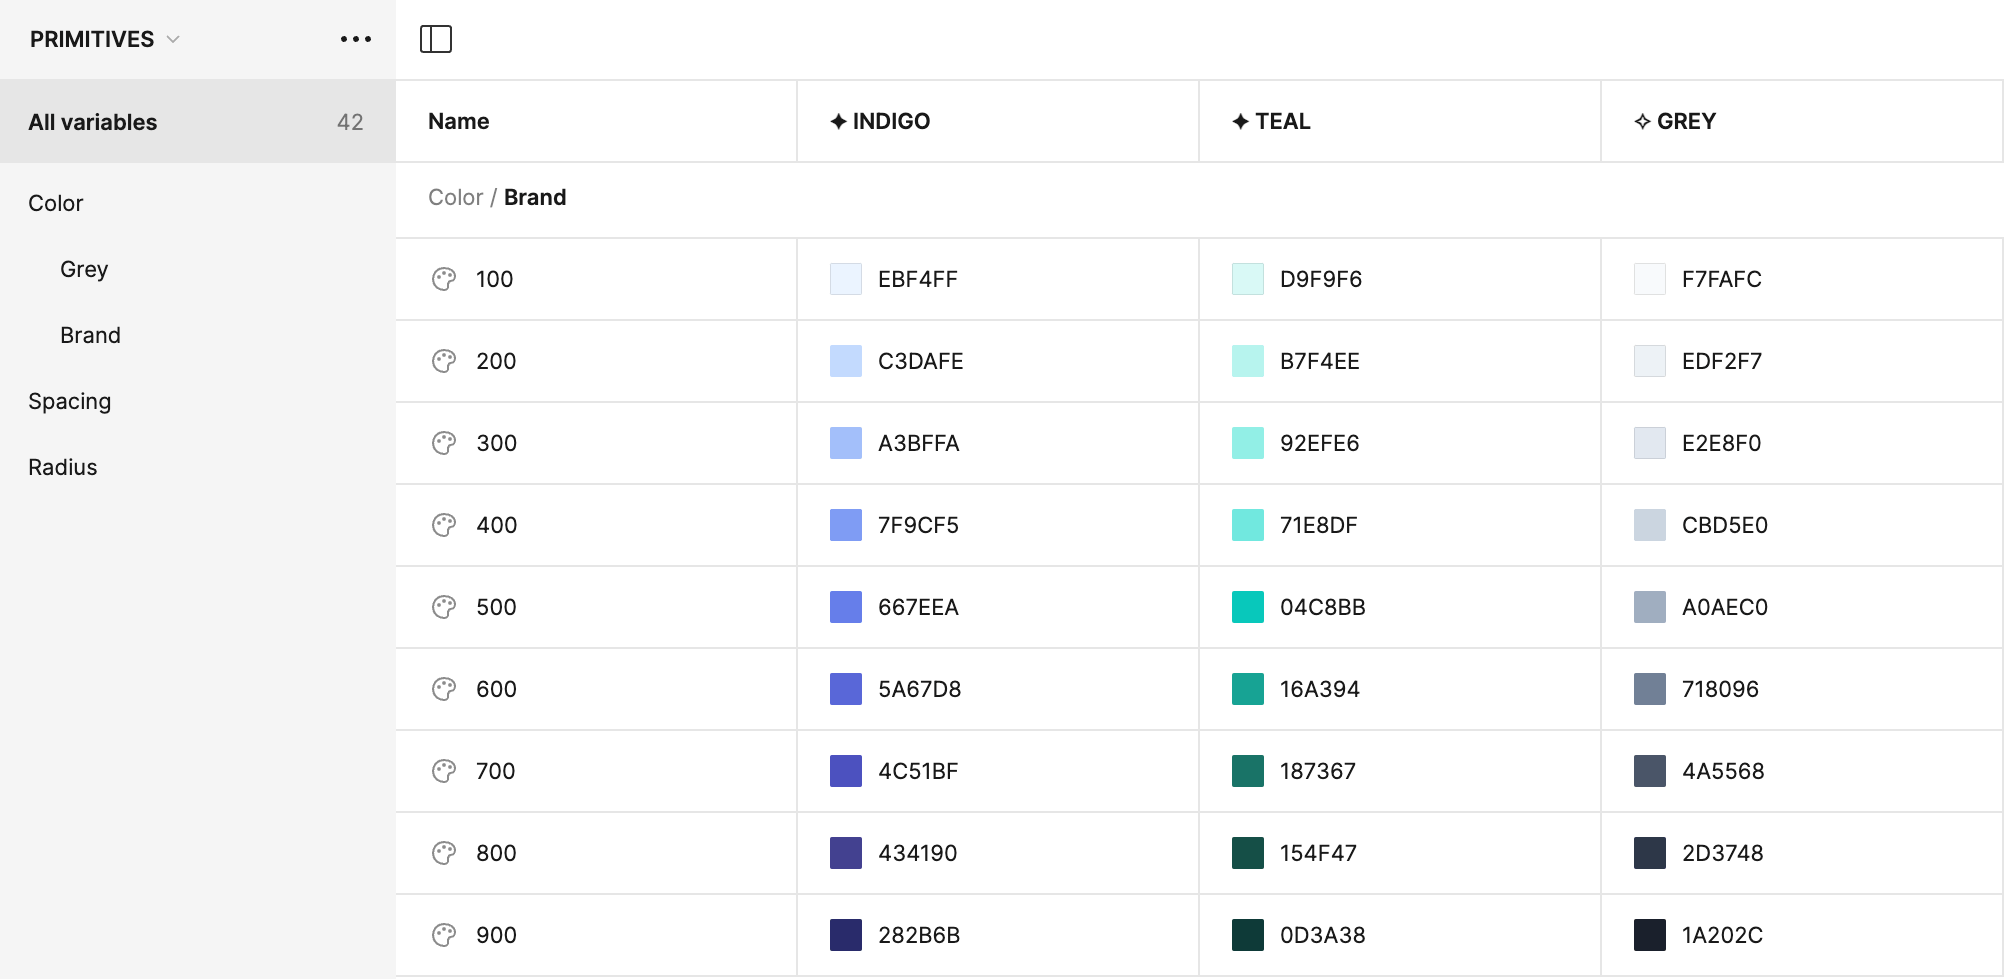 PRIMITIVES
All variables 42
Color
Grey
Brand
Spacing
Radius
Name ✦ INDIGO ✦ TEAL ✧ GREY
Color / Brand
100 EBF4FF D9F9F6 F7FAFC
200 C3DAFE B7F4EE EDF2F7
300 A3BFFA 92EFE6 E2E8F0
400 7F9CF5 71E8DF CBD5E0
500 667EEA 04C8BB A0AEC0
600 5A67D8 16A394 718096
700 4C51BF 187367 4A5568
800 434190 154F47 2D3748
900 282B6B 0D3A38 1A202C